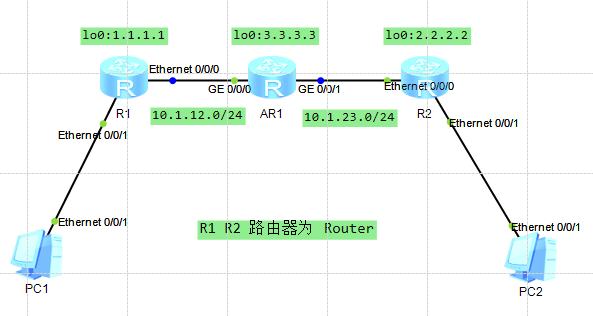 lo0:1.1.1.1
lo0:3.3.3.3
lo0:2.2.2.2
Ethernet 0/0/0
GE 0/0/0
GE 0/0/1
Ethernet 0/0/0
R
R
R
R1
AR1
R2
10.1.12.0/24
10.1.23.0/24
Ethernet 0/0/1
Ethernet 0/0/1
Ethernet 0/0/1
R1 R2 路由器为 Router
Ethernet 0/0/1
PC1
PC2